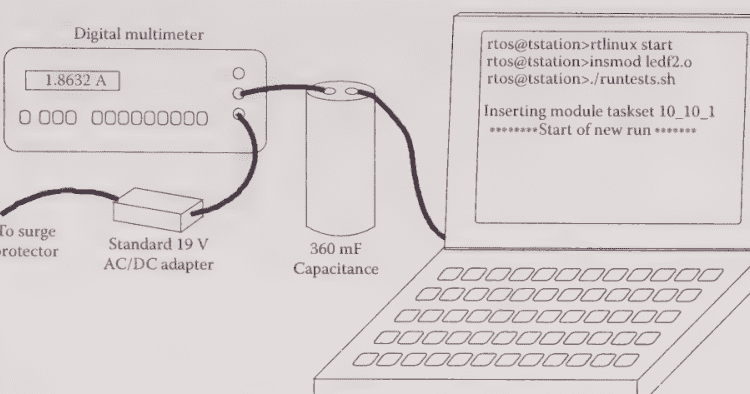 Digital multimeter
1.8632 A
To surge
protector
Standard 19 V
AC/DC adapter
360 mF
Capacitance
rtos@tstation>rtlinux start
rtos@tstation>insmod ledf2.o
rtos@tstation>./runtests.sh
Inserting module taskset 10_10_1
********Start of new run *******